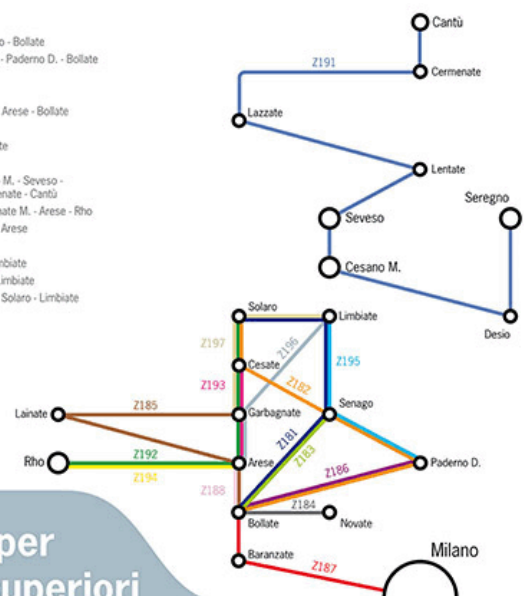 o - Bollate
- Paderno D. - Bollate
Arese - Bollate
te
M. - Seveso -
enate - Cantù
nate M. - Arese - Rho
Arese
mbiate
Limbiate
Solaro - Limbiate
Cantù
Z191
Cermenate
Lazzate
Lentate
Seregno
Seveso
Cesano M.
Desio
Solaro
Limbiate
Z197
Z196
Z195
Cesate
Z193
Z182
Lainate
Z185
Garbagnate
Senago
Z181
Z183
Rho
Z192
Z194
Arese
Z186
Paderno D.
Z188
Z184
Bollate
Novate
Baranzate
Z187
Milano
per
uperiori